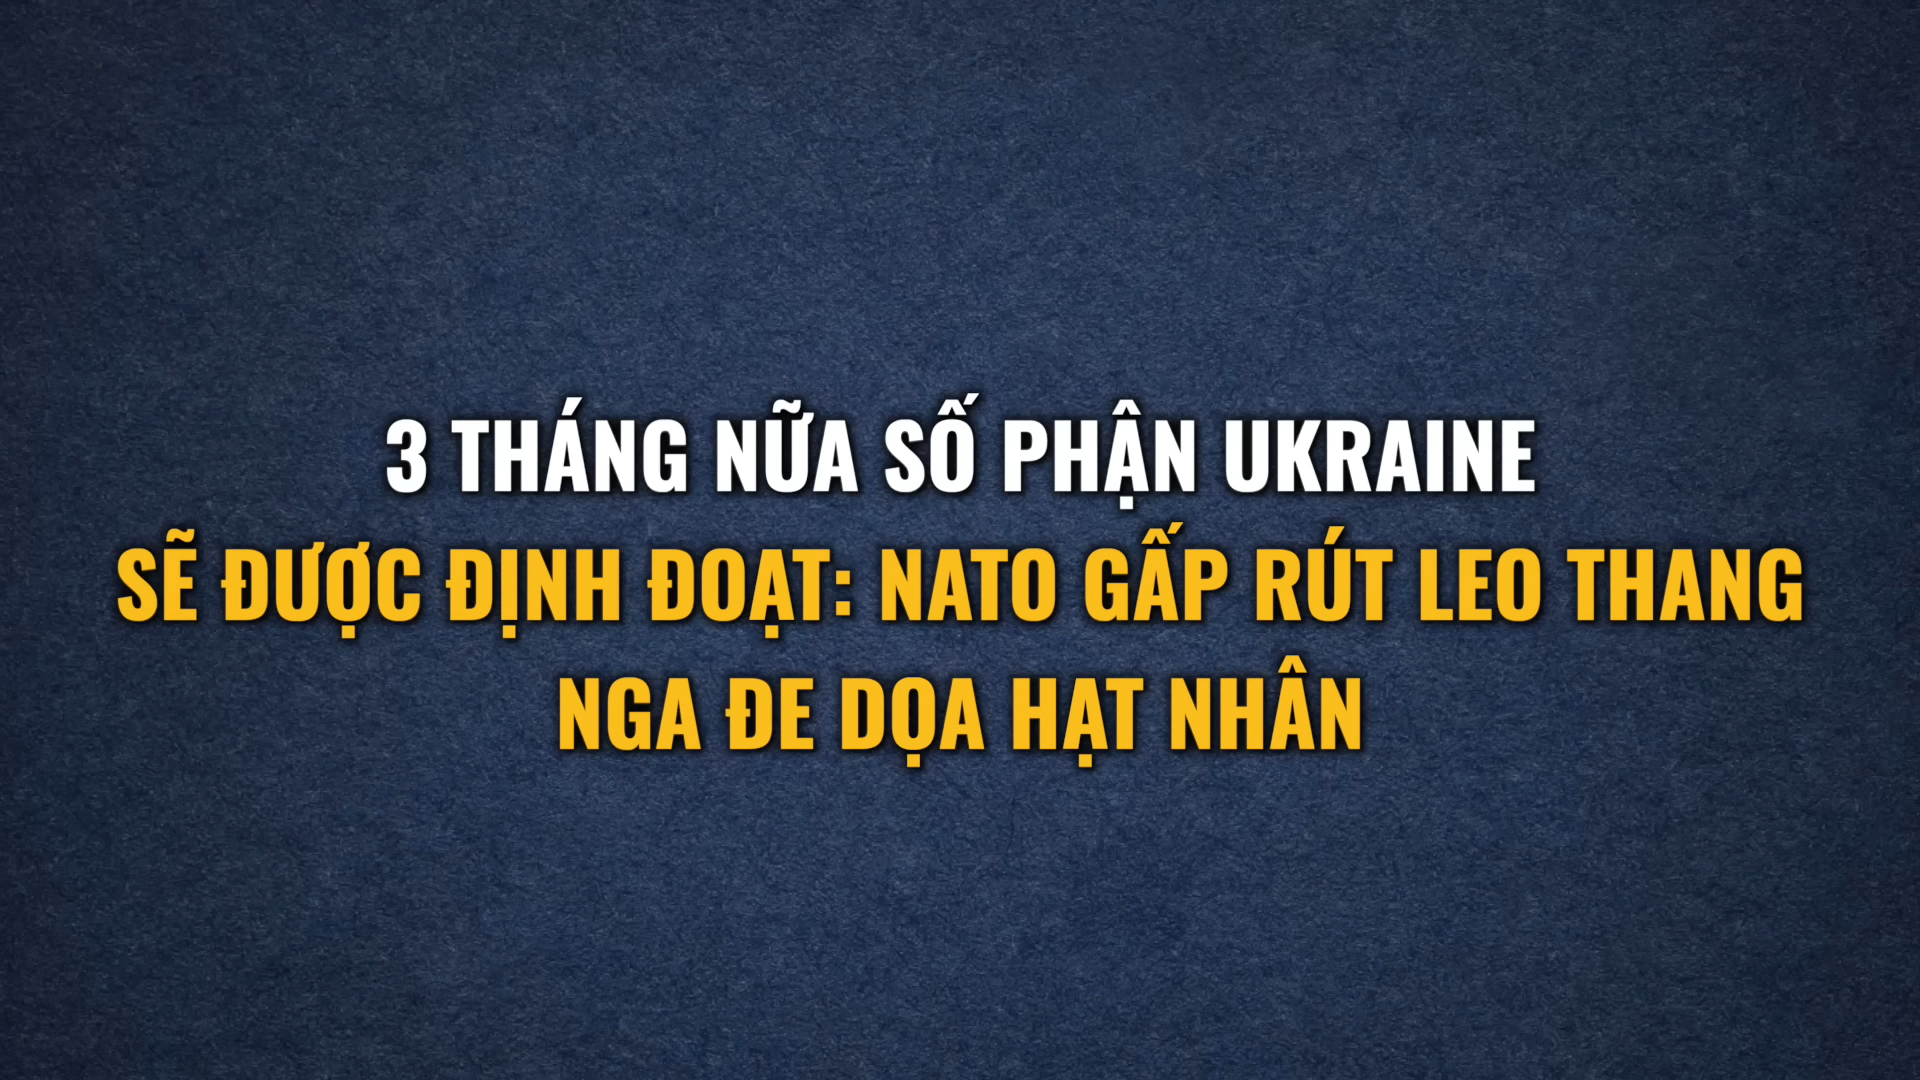 3 THÁNG NỮA SỐ PHẬN UKRAINE
SẼ ĐƯỢC ĐỊNH ĐOẠT: NATO GẤP RÚT LEO THANG
NGA ĐE DỌA HẠT NHÂN